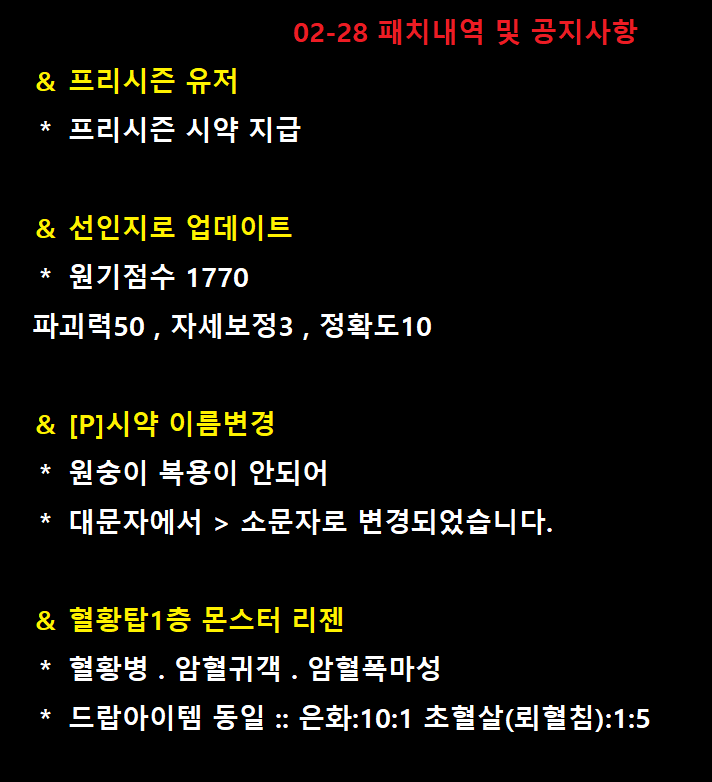 02-28 패치내역 및 공지사항
& 프리시즌 유저
* 프리시즌 시약 지급
& 선인지로 업데이트
* 원기점수 1770
파괴력50 , 자세보정3 , 정확도10
& [P]시약 이름변경
* 원숭이 복용이 안되어
* 대문자에서 > 소문자로 변경되었습니다.
& 혈황탑1층 몬스터 리젠
* 혈황병 . 암혈귀객 . 암혈폭마성
* 드랍아이템 동일 :: 은화:10:1 초혈살(뢰혈침):1:5